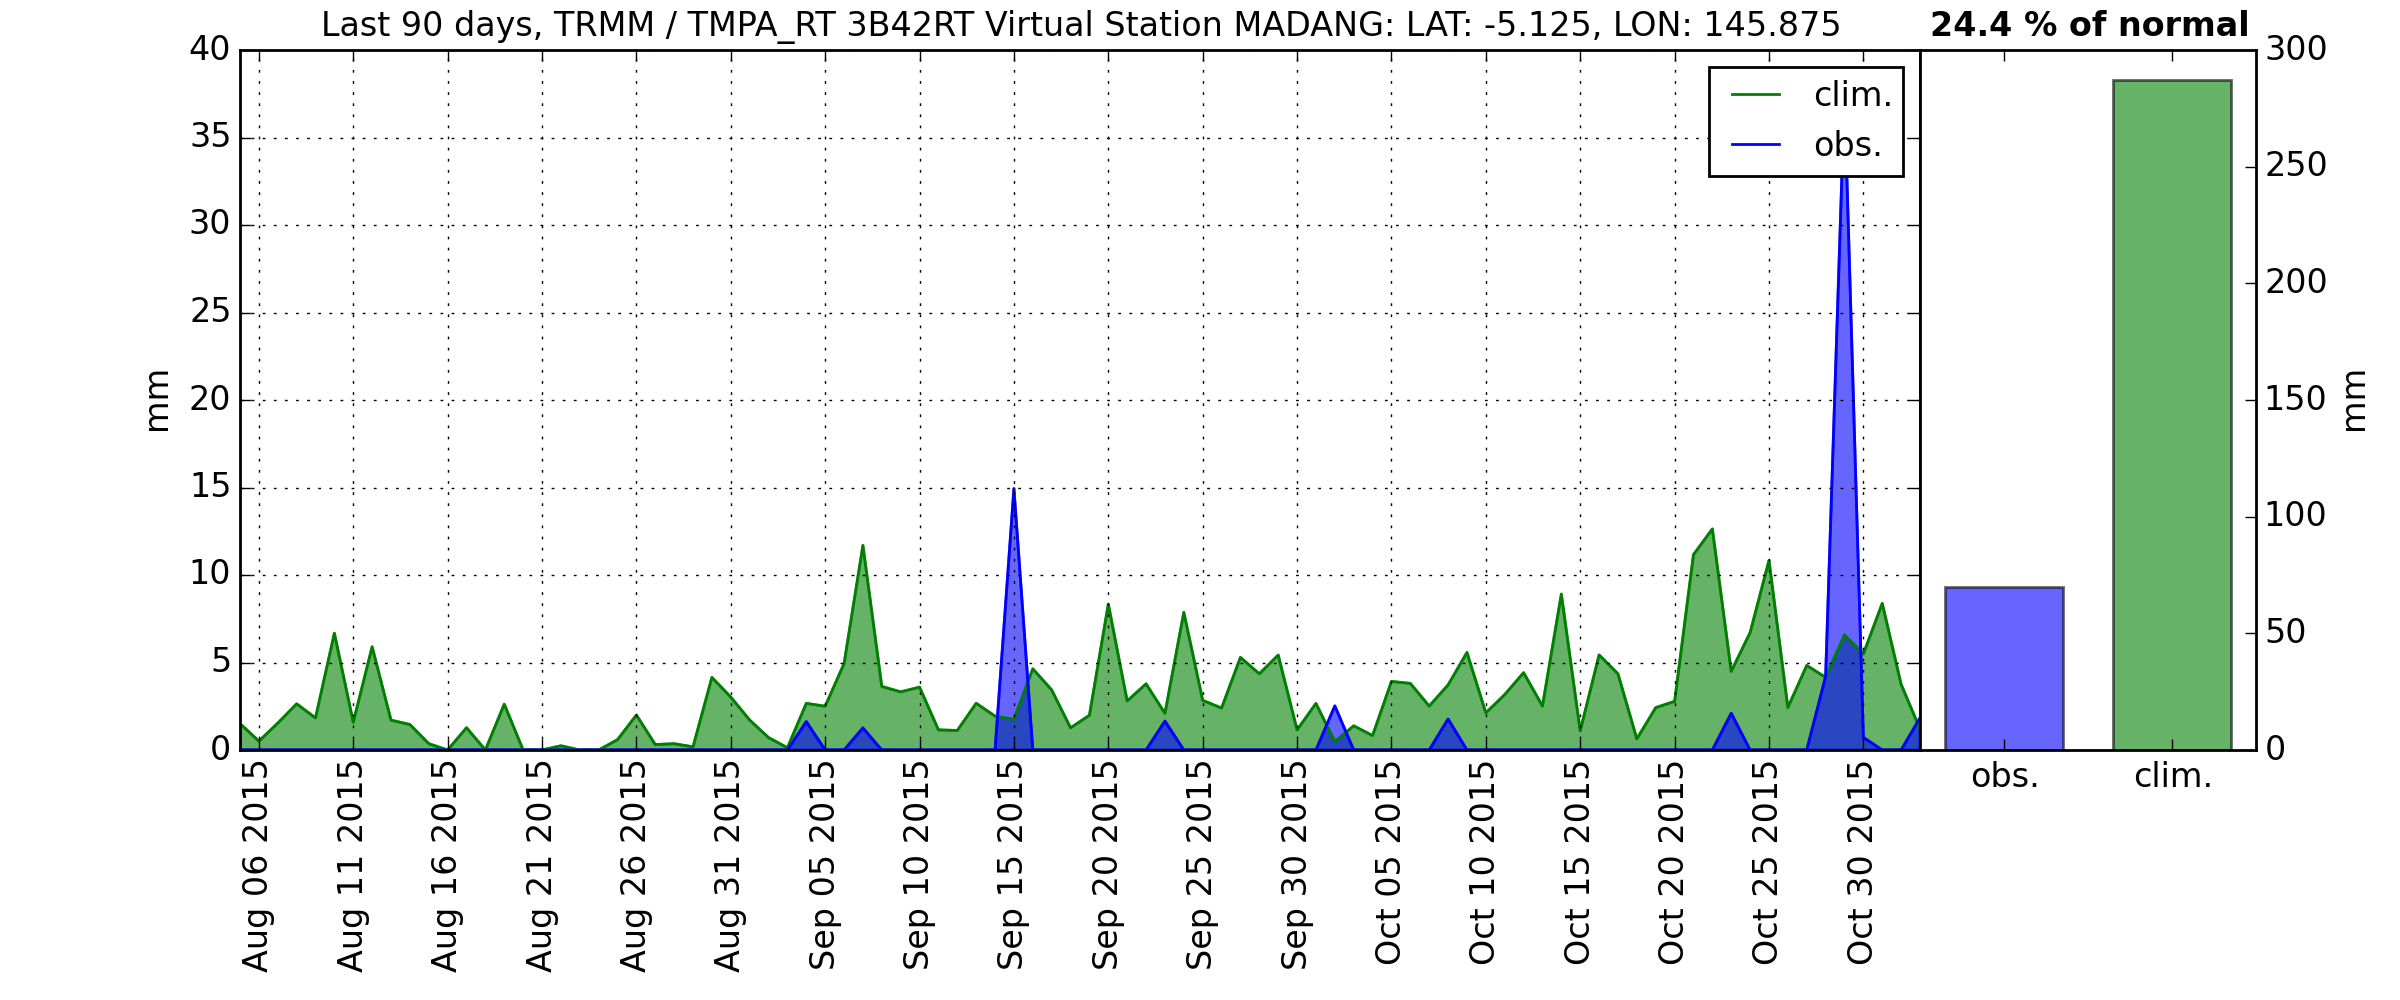 Last 90 days, TRMM / TMPA_RT 3B42RT Virtual Station MADANG: LAT: -5.125, LON: 145.875
24.4 % of normal
40
35
30
25
20
15
10
5
0
mm
clim.
obs.
300
250
200
150
100
50
0
mm
Aug 06 2015
Aug 11 2015
Aug 16 2015
Aug 21 2015
Aug 26 2015
Aug 31 2015
Sep 05 2015
Sep 10 2015
Sep 15 2015
Sep 20 2015
Sep 25 2015
Sep 30 2015
Oct 05 2015
Oct 10 2015
Oct 15 2015
Oct 20 2015
Oct 25 2015
Oct 30 2015
obs.
clim.